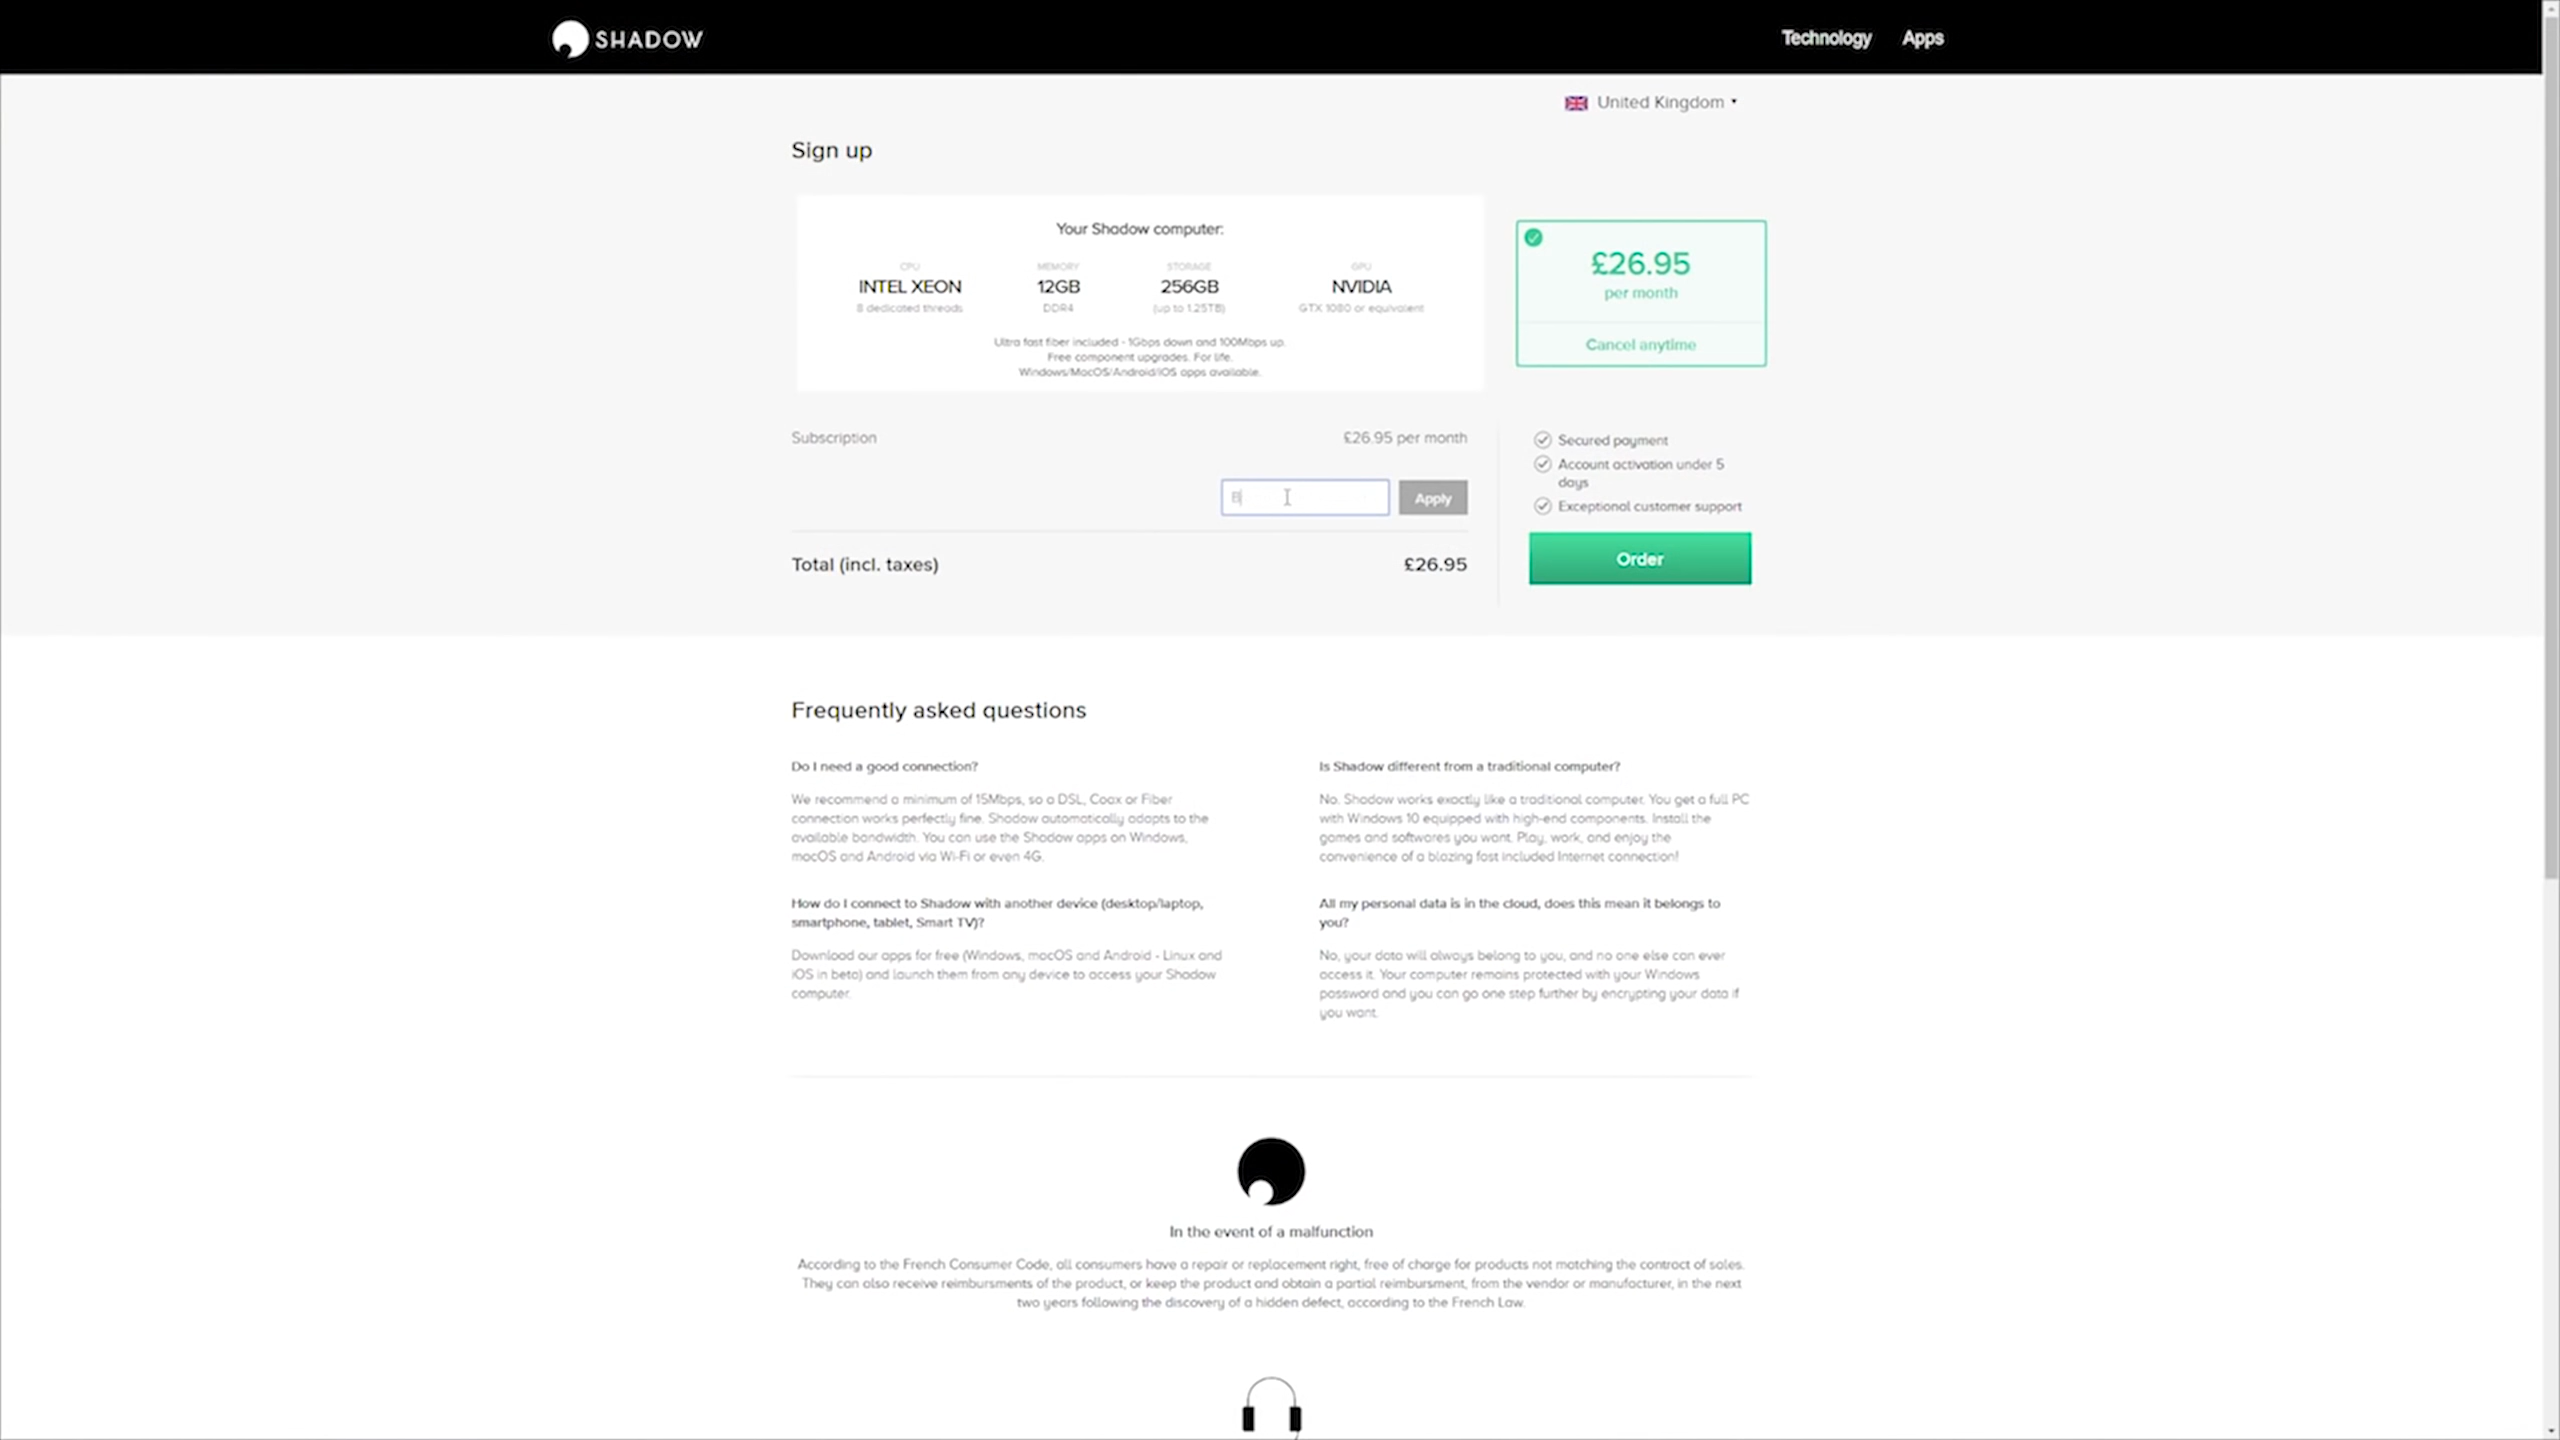 SHADOW
Technology
Apps
United Kingdom
Sign up
Your Shadow computer:
CPU
INTEL XEON
8 dedicated threads
MEMORY
12GB
DDR4
STORAGE
256GB
(up to 1.25TB)
GPU
NVIDIA
GTX 1080 or equivalent
Ultra fast fiber included - 1Gbps down and 100Mbps up.
Free component upgrades. For life.
Windows/MacOS/Android/iOS apps available.
£26.95
per month
Cancel anytime
Subscription
£26.95 per month
B
Apply
Total (incl. taxes)
£26.95
Secured payment
Account activation under 5
days
Exceptional customer support
Order
Frequently asked questions
Do I need a good connection?
We recommend a minimum of 15Mbps, so a DSL, Coax or Fiber
connection works perfectly fine. Shadow automatically adapts to the
available bandwidth. You can use the Shadow apps on Windows,
macOS and Android via Wi-Fi or even 4G.
How do I connect to Shadow with another device (desktop/laptop,
smartphone, tablet, Smart TV)?
Download our apps for free (Windows, macOS and Android - Linux and
iOS in beta) and launch them from any device to access your Shadow
computer.
Is Shadow different from a traditional computer?
No. Shadow works exactly like a traditional computer. You get a full PC
with Windows 10 equipped with high-end components. Install the
games and softwares you want. Play, work, and enjoy the
convenience of a blazing fast included Internet connection!
All my personal data is in the cloud, does this mean it belongs to
you?
No, your data will always belong to you, and no one else can ever
access it. Your computer remains protected with your Windows
password and you can go one step further by encrypting your data if
you want.
In the event of a malfunction
According to the French Consumer Code, all consumers have a repair or replacement right, free of charge for products not matching the contract of sales.
They can also receive reimbursments of the product, or keep the product and obtain a partial reimbursment, from the vendor or manufacturer, in the next
two years following the discovery of a hidden defect, according to the French Law.